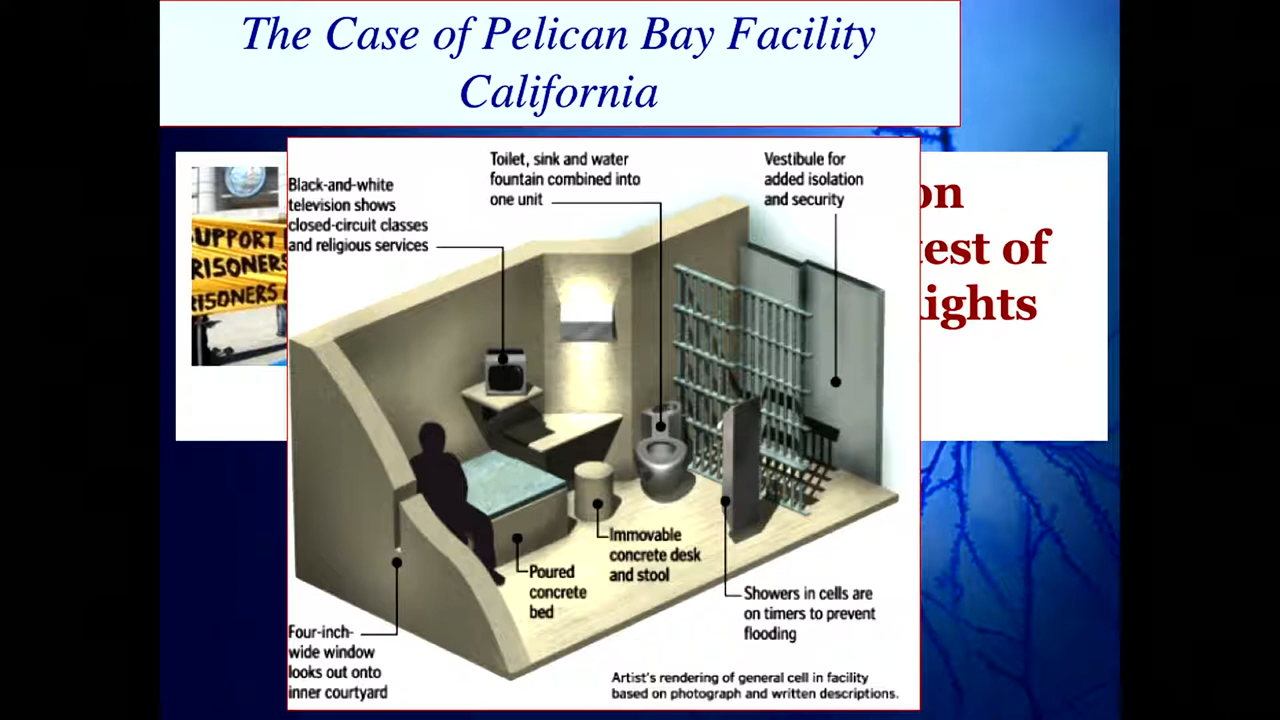 The Case of Pelican Bay Facility
California
Toilet, sink and water
fountain combined into
one unit
Vestibule for
added isolation
and security
Black-and-white
television shows
closed-circuit classes
and religious services
UPPORT
RISONERS
RISONERS
on
test of
ights
Immovable
concrete desk
and stool
Poured
concrete
bed
Showers in cells are
on timers to prevent
flooding
Four-inch-
wide window
looks out onto
inner courtyard
Artist's rendering of general cell in facility
based on photograph and written descriptions.